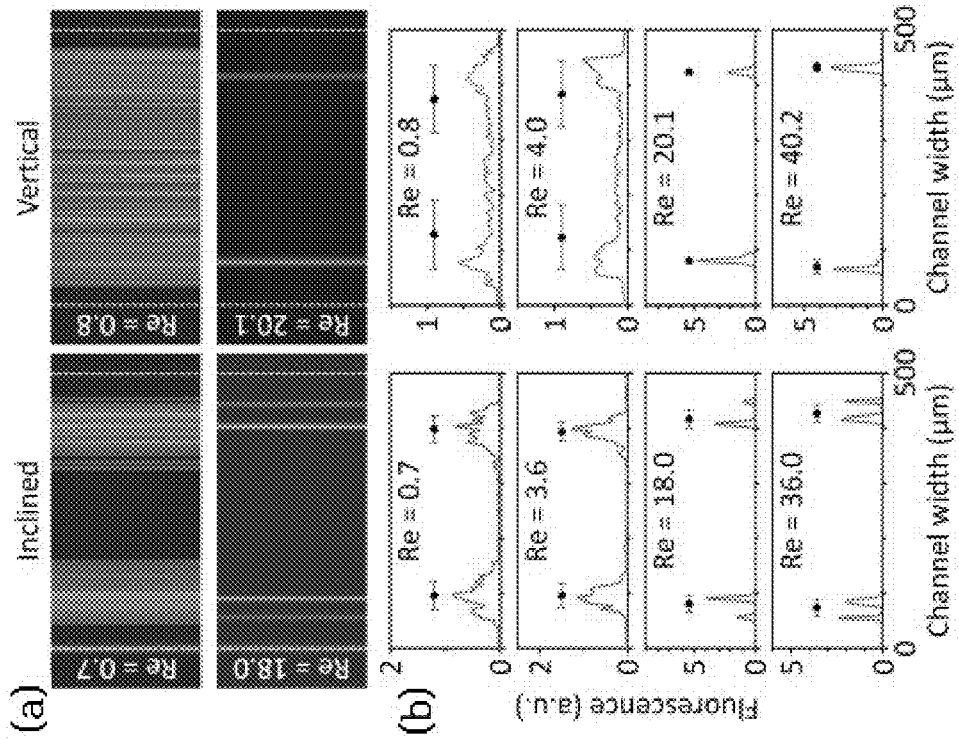 (a)
Inclined
Vertical
Re = 0.7
Re = 0.8
Re = 18.0
Re = 20.1
(b)
Fluorescence (a.u.)
2
1
0
Re = 0.7
1
0
Re = 0.8
2
0
Re = 3.6
1
0
Re = 4.0
5
0
Re = 18.0
5
0
Re = 20.1
5
0
Re = 36.0
5
0
Re = 40.2
0
500
0
500
Channel width (μm)
Channel width (μm)